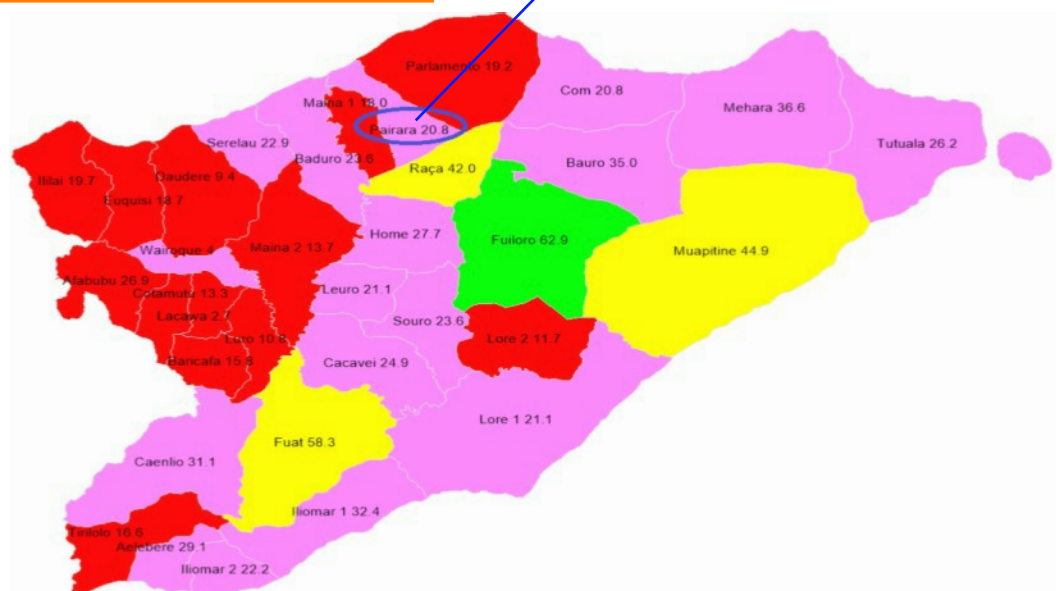 Parlamento 19.2
Com 20.8
Maina 1 18.0
Mehara 36.6
Pairara 20.8
Serelau 22.9
Tutuala 26.2
Baduro 23.6
Bauro 35.0
Raça 42.0
Daudere 9.4
Ililai 19.7
Euquisi 18.7
Home 27.7
Fuiloro 62.9
Maina 2 13.7
Muapitine 44.9
Afabubu 26.9
Leuro 21.1
Cotamutu 13.3
Lacawa 2.7
Souro 23.6
Luro 10.8
Lore 2 11.7
Baricafa 15.8
Cacavei 24.9
Lore 1 21.1
Fuat 58.3
Caenlio 31.1
Iliomar 1 32.4
Tirilolo 16.6
Aelebere 29.1
Iliomar 2 22.2